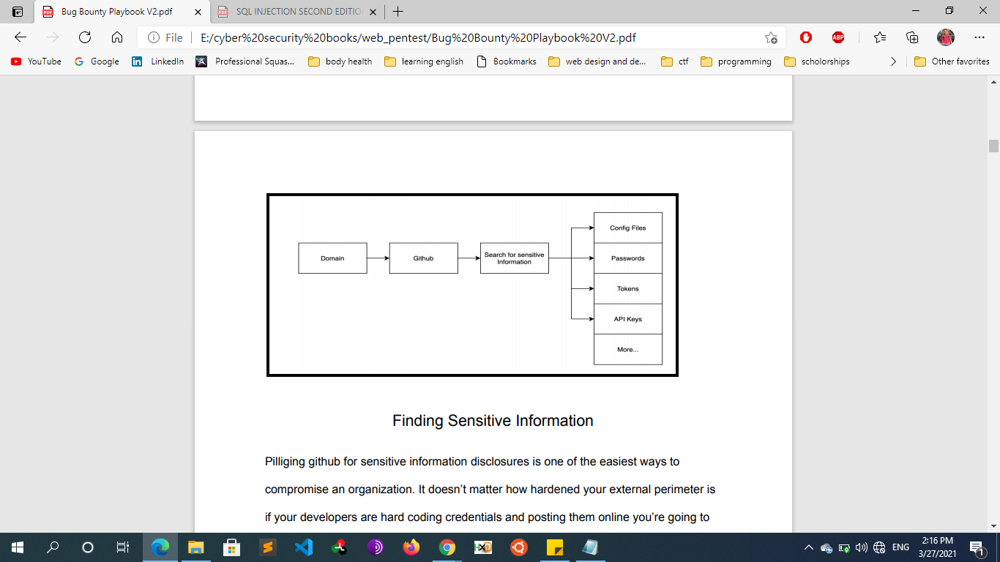 Bug Bounty Playbook V2.pdf
SQL INJECTION SECOND EDITIO
File
E:/cyber%20security%20books/web_pentest/Bug%20Bounty%20Playbook%20V2.pdf
ABP
YouTube
Google
LinkedIn
Professional Squas...
body health
learning english
Bookmarks
web design and de...
ctf
programming
scholorships
Other favorites
Domain
Github
Search for sensitive
Information
Config Files
Passwords
Tokens
API Keys
More...
Finding Sensitive Information
Pilliging github for sensitive information disclosures is one of the easiest ways to
compromise an organization. It doesn’t matter how hardened your external perimeter is
if your developers are hard coding credentials and posting them online you’re going to
ENG
2:16 PM
3/27/2021
1